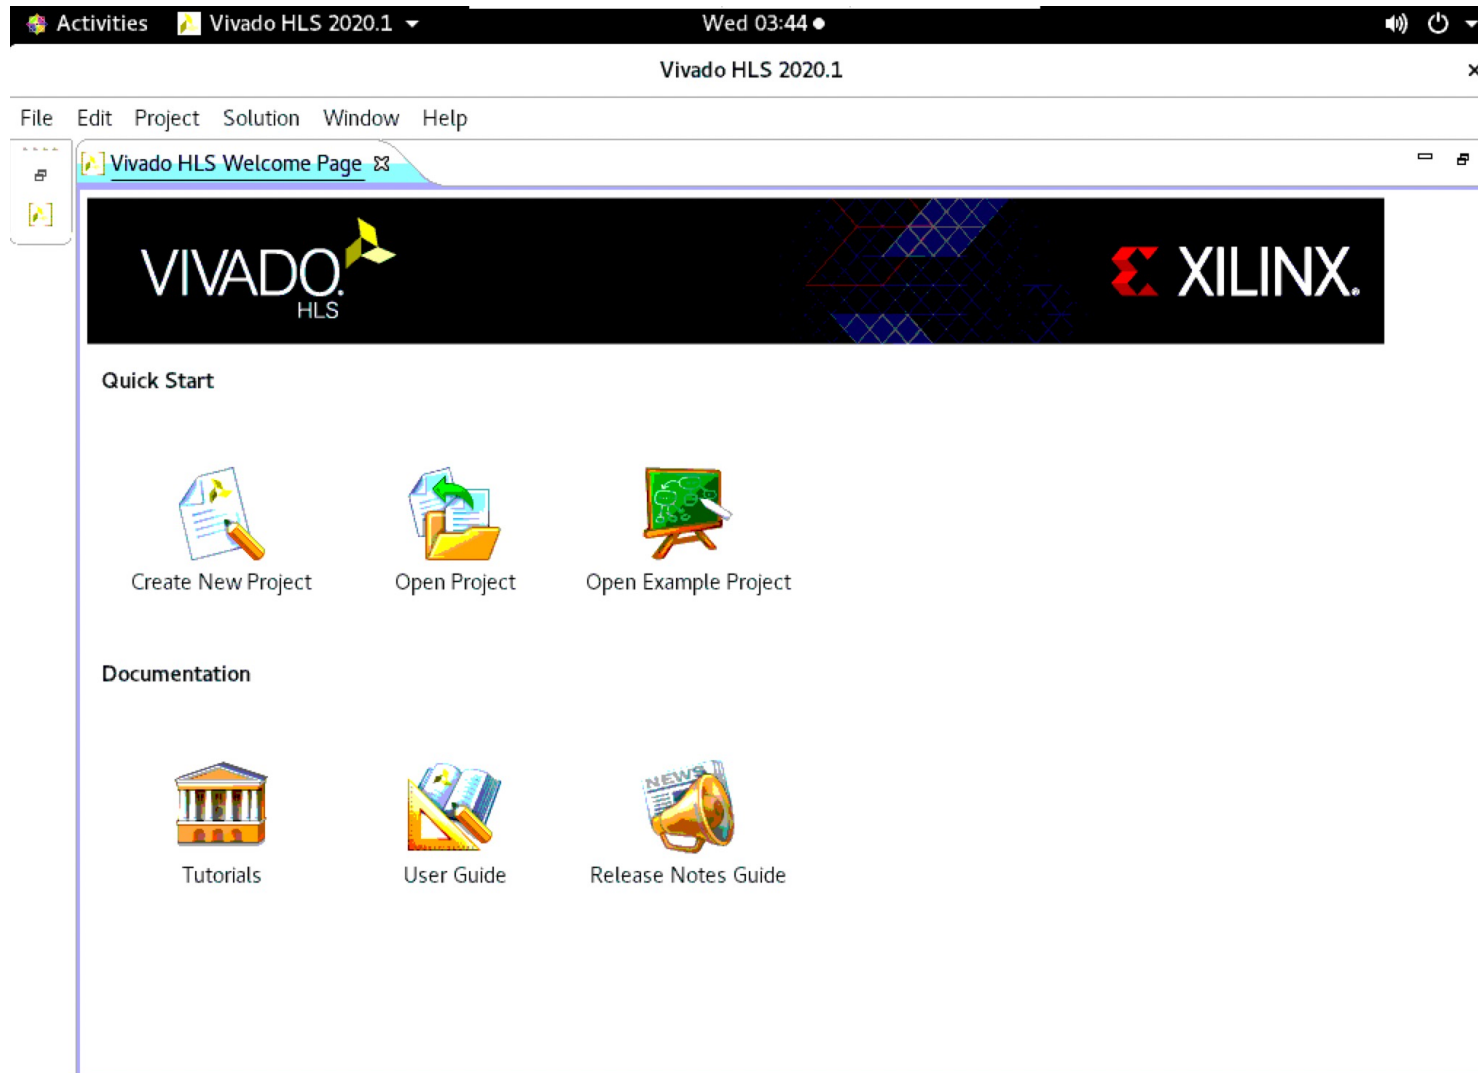 Activities Vivado HLS 2020.1 Wed 03:44
Vivado HLS 2020.1
File Edit Project Solution Window Help
Vivado HLS Welcome Page
VIVADO.
HLS
XILINX.
Quick Start
Create New Project Open Project Open Example Project
Documentation
NEWS
Tutorials User Guide Release Notes Guide